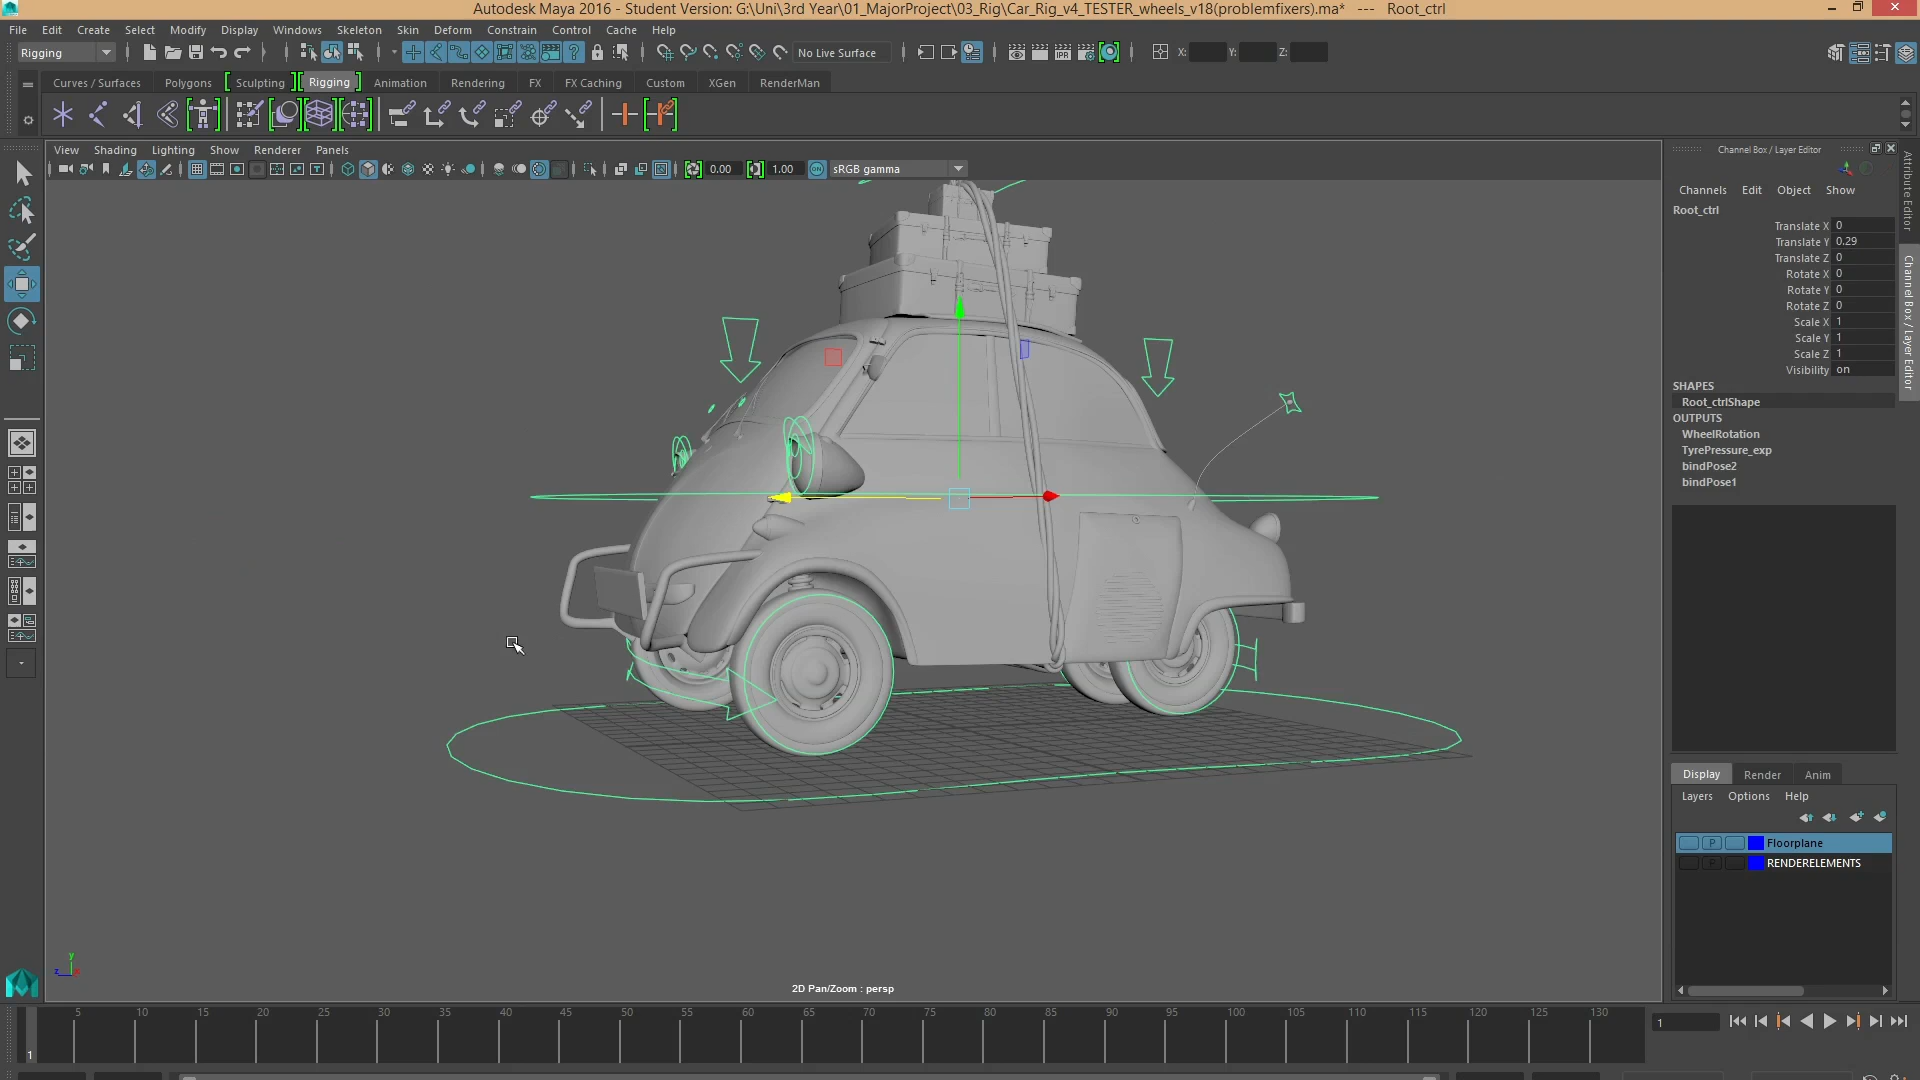 Autodesk Maya 2016 - Student Version: G:\Uni\3rd Year\01_MajorProject\03_Rig\Car_Rig_v4_TESTER_wheels_v18(problemfixers).ma*   ---   Root_ctrl
File Edit Create Select Modify Display Windows Skeleton Skin Deform Constrain Control Cache Help
Rigging No Live Surface X: Y: Z:
Curves / Surfaces Polygons Sculpting Rigging Animation Rendering FX FX Caching Custom XGen RenderMan
View Shading Lighting Show Renderer Panels
0.00 1.00 ON sRGB gamma
Channel Box / Layer Editor
Channels Edit Object Show
Root_ctrl
Translate X 0
Translate Y 0.29
Translate Z 0
Rotate X 0
Rotate Y 0
Rotate Z 0
Scale X 1
Scale Y 1
Scale Z 1
Visibility on
SHAPES
Root_ctrlShape
OUTPUTS
WheelRotation
TyrePressure_exp
bindPose2
bindPose1
Attribute Editor
Channel Box / Layer Editor
Display Render Anim
Layers Options Help
P Floorplane
P RENDERELEMENTS
y
z x
2D Pan/Zoom : persp
5 10 15 20 25 30 35 40 45 50 55 60 65 70 75 80 85 90 95 100 105 110 115 120 125 130
1
1